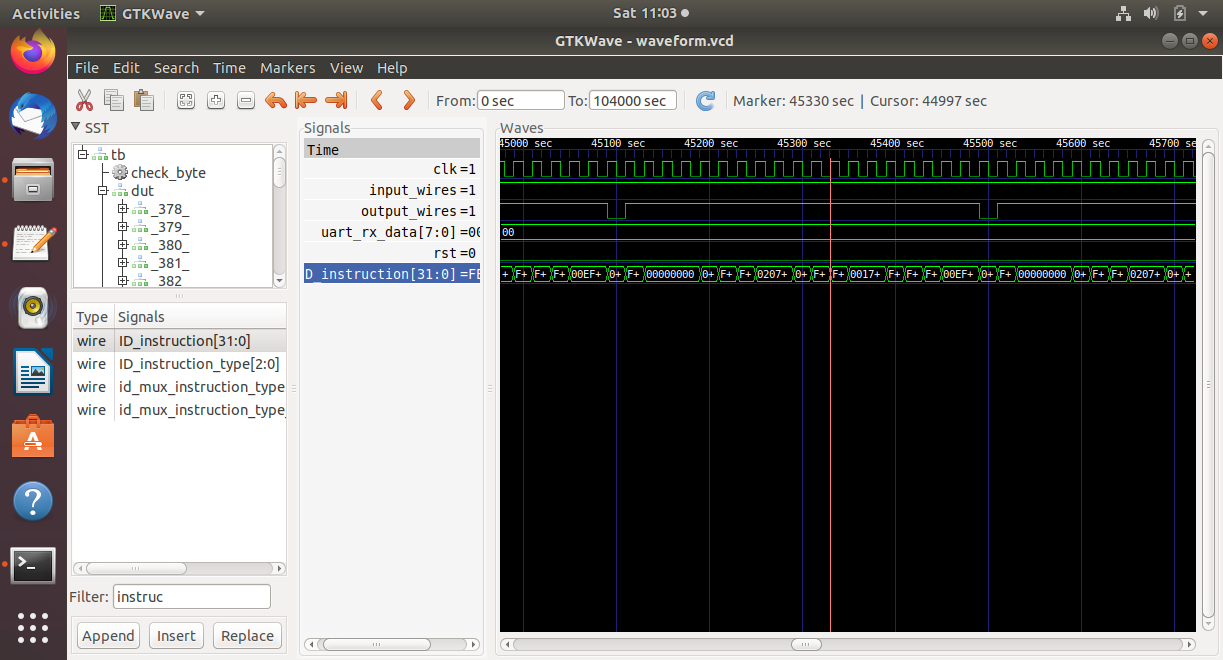 Activities GTKWave Sat 11:03
GTKWave - waveform.vcd
File Edit Search Time Markers View Help
From: 0 sec To: 104000 sec Marker: 45330 sec | Cursor: 44997 sec
SST
tb
check_byte
dut
_378_
_379_
_380_
_381_
382
Type Signals
wire ID_instruction[31:0]
wire ID_instruction_type[2:0]
wire id_mux_instruction_type
wire id_mux_instruction_type
Filter: instruc
Append Insert Replace
Signals
Time
clk=1
input_wires=1
output_wires=1
uart_rx_data[7:0]=00
rst=0
D_instruction[31:0]=FE
Waves
45000 sec 45100 sec 45200 sec 45300 sec 45400 sec 45500 sec 45600 sec 45700 se
00
+ F+ F+ F+ 00EF+ 0+ F+ 00000000 0+ F+ F+ 0207+ 0+ F+ F+ 0017+ F+ F+ F+ 00EF+ 0+ F+ 00000000 0+ F+ F+ 0207+ 0+ +